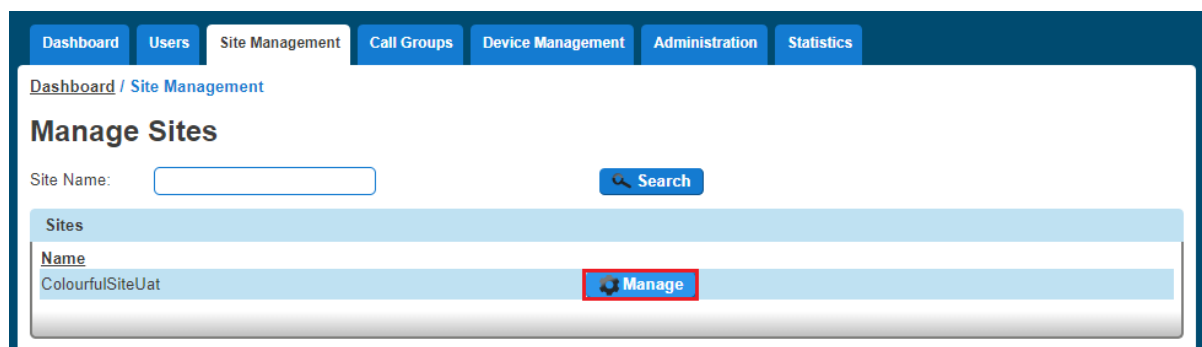 Dashboard Users Site Management Call Groups Device Management Administration Statistics
Dashboard / Site Management
Manage Sites
Site Name: Search
Sites
Name
ColourfulSiteUat Manage